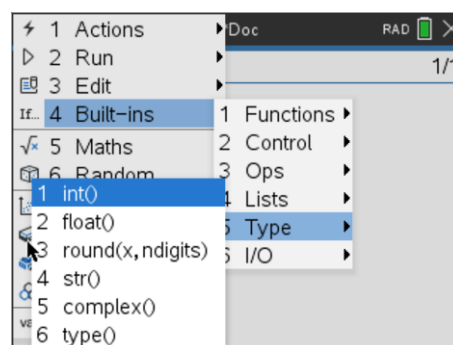 1 Actions
Doc
RAD
2 Run
1/1
3 Edit
If... 4 Built-ins
1 Functions
5 Maths
2 Control
6 Random
3 Ops
1 int()
4 Lists
2 float()
5 Type
3 round(x,ndigits)
6 I/O
4 str()
5 complex()
6 type()